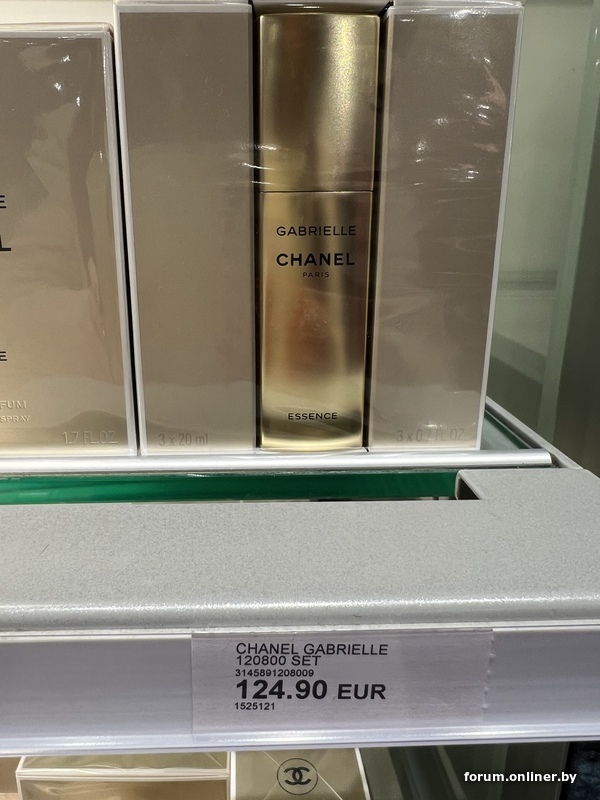 GABRIELLE
CHANEL
PARIS
ESSENCE
E
L
E
FUM
SPRAY
1.7 FL.OZ.
3 x 20 ml
3 x 0.7 FL.OZ.
CHANEL GABRIELLE
120800 SET
3145891208009
124.90 EUR
1525121
forum.onliner.by